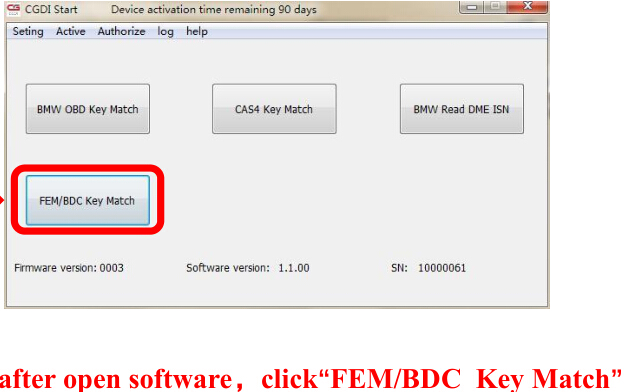 CG CGDI Start Device activation time remaining 90 days
Seting Active Authorize log help
BMW OBD Key Match CAS4 Key Match BMW Read DME ISN
FEM/BDC Key Match
Firmware version: 0003 Software version: 1.1.00 SN: 10000061
after open software，click“FEM/BDC Key Match”